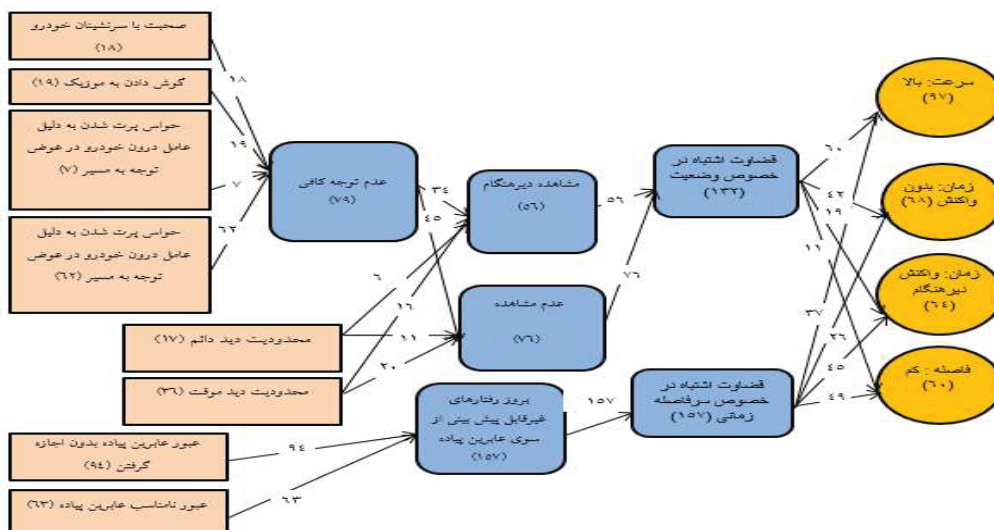 صحبت با سرنشینان خودرو
(۱۸)
گوش دادن به موزیک (۱۹)
حواس پرت شدن به دلیل
عامل درون خودرو در عوض
توجه به مسیر (۷)
حواس پرت شدن به دلیل
عامل درون خودرو در عوض
توجه به مسیر (۶۲)
محدودیت دید دائم (۱۷)
محدودیت دید موقت (۳۶)
عبور عابرین پیاده بدون اجازه
گرفتن (۹۴)
عبور نامناسب عابرین پیاده (۶۳)
۱۸
۱۹
۷
۶۲
عدم توجه کافی
(۷۹)
۳۴
۴۵
۶
۱۶
۱۱
۲۰
۹۴
۶۳
مشاهده دیرهنگام
(۵۶)
عدم مشاهده
(۷۶)
بروز رفتارهای
غیرقابل پیش بینی از
سوی عابرین پیاده
(۱۵۷)
۵۶
۷۶
۱۵۷
قضاوت اشتباه در
خصوص وضعیت
(۱۳۲)
قضاوت اشتباه در
خصوص سرفاصله
زمانی (۱۵۷)
۶۰
۴۲
۱۹
۱۱
۳۷
۲۶
۴۵
۴۹
سرعت: بالا
(۹۷)
زمان: بدون
واکنش (۶۸)
زمان: واکنش
دیرهنگام
(۶۴)
فاصله : کم
(۶۰)